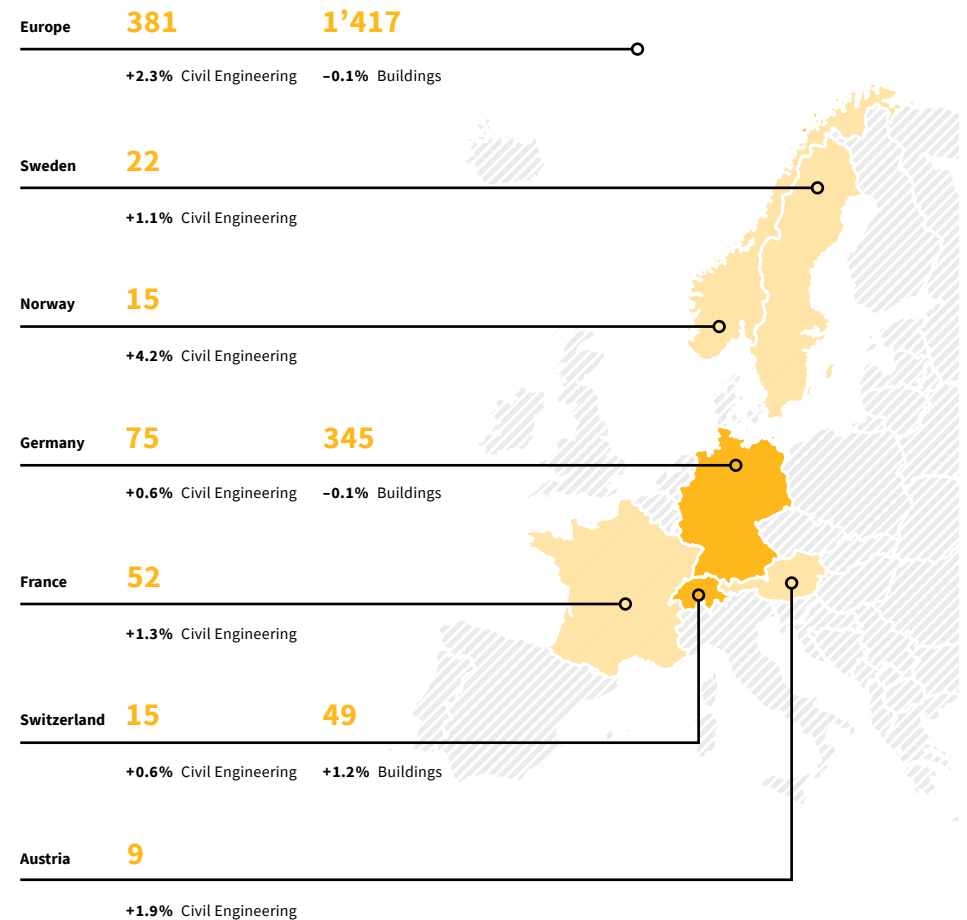 Europe 381 1’417
+2.3% Civil Engineering –0.1% Buildings
Sweden 22
+1.1% Civil Engineering
Norway 15
+4.2% Civil Engineering
Germany 75 345
+0.6% Civil Engineering –0.1% Buildings
France 52
+1.3% Civil Engineering
Switzerland 15 49
+0.6% Civil Engineering +1.2% Buildings
Austria 9
+1.9% Civil Engineering